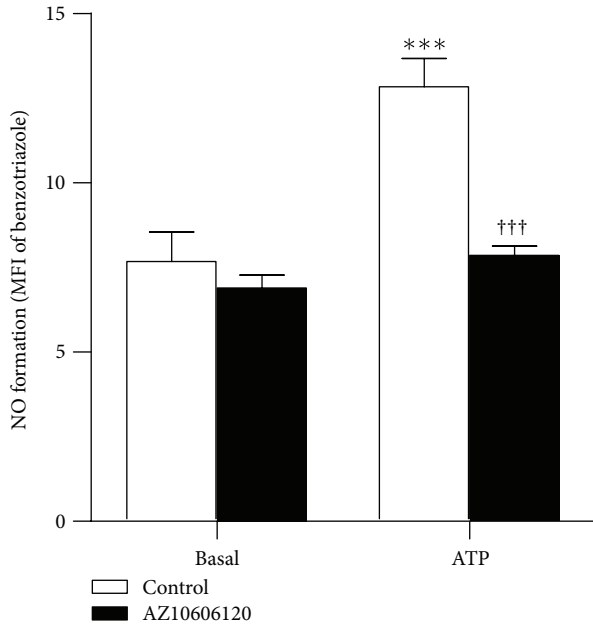 15
10
5
0
NO formation (MFI of benzotriazole)
***
†††
Basal
ATP
Control
AZ10606120